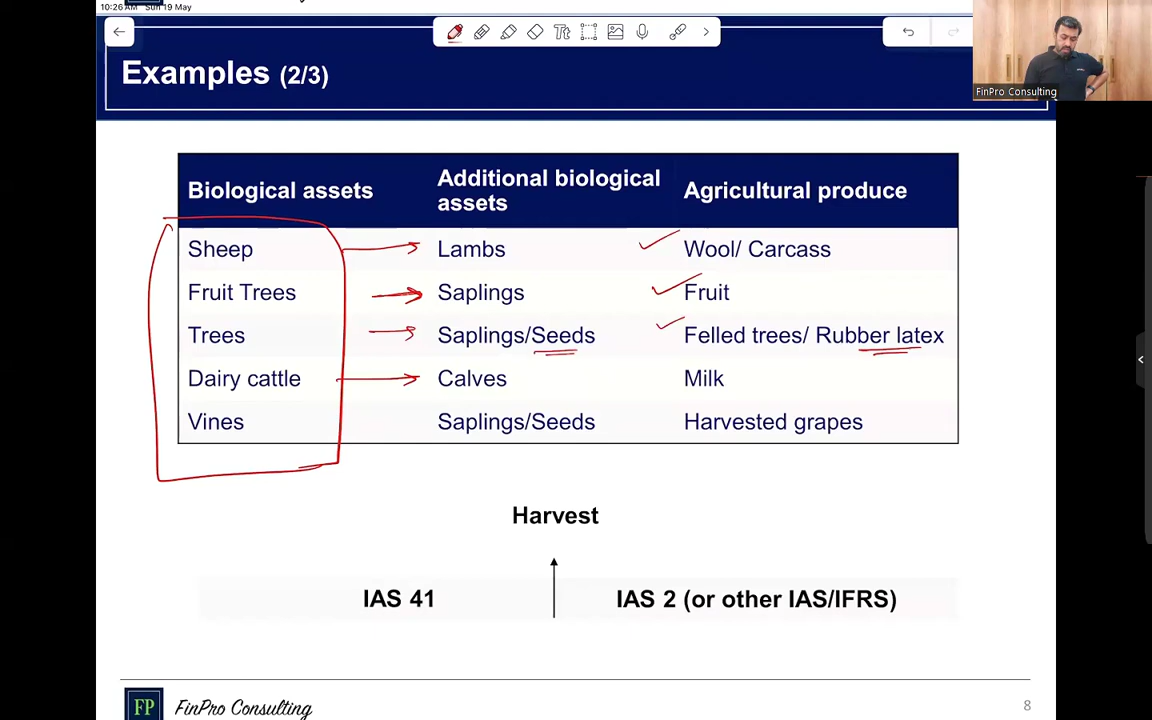 10:26 AM Sun 19 May
Tt
Examples (2/3)
FinPro Consulting
Biological assets
Additional biological assets
Agricultural produce
Sheep Lambs Wool/ Carcass
Fruit Trees Saplings Fruit
Trees Saplings/Seeds Felled trees/ Rubber latex
Dairy cattle Calves Milk
Vines Saplings/Seeds Harvested grapes
Harvest
IAS 41 IAS 2 (or other IAS/IFRS)
FP FinPro Consulting 8